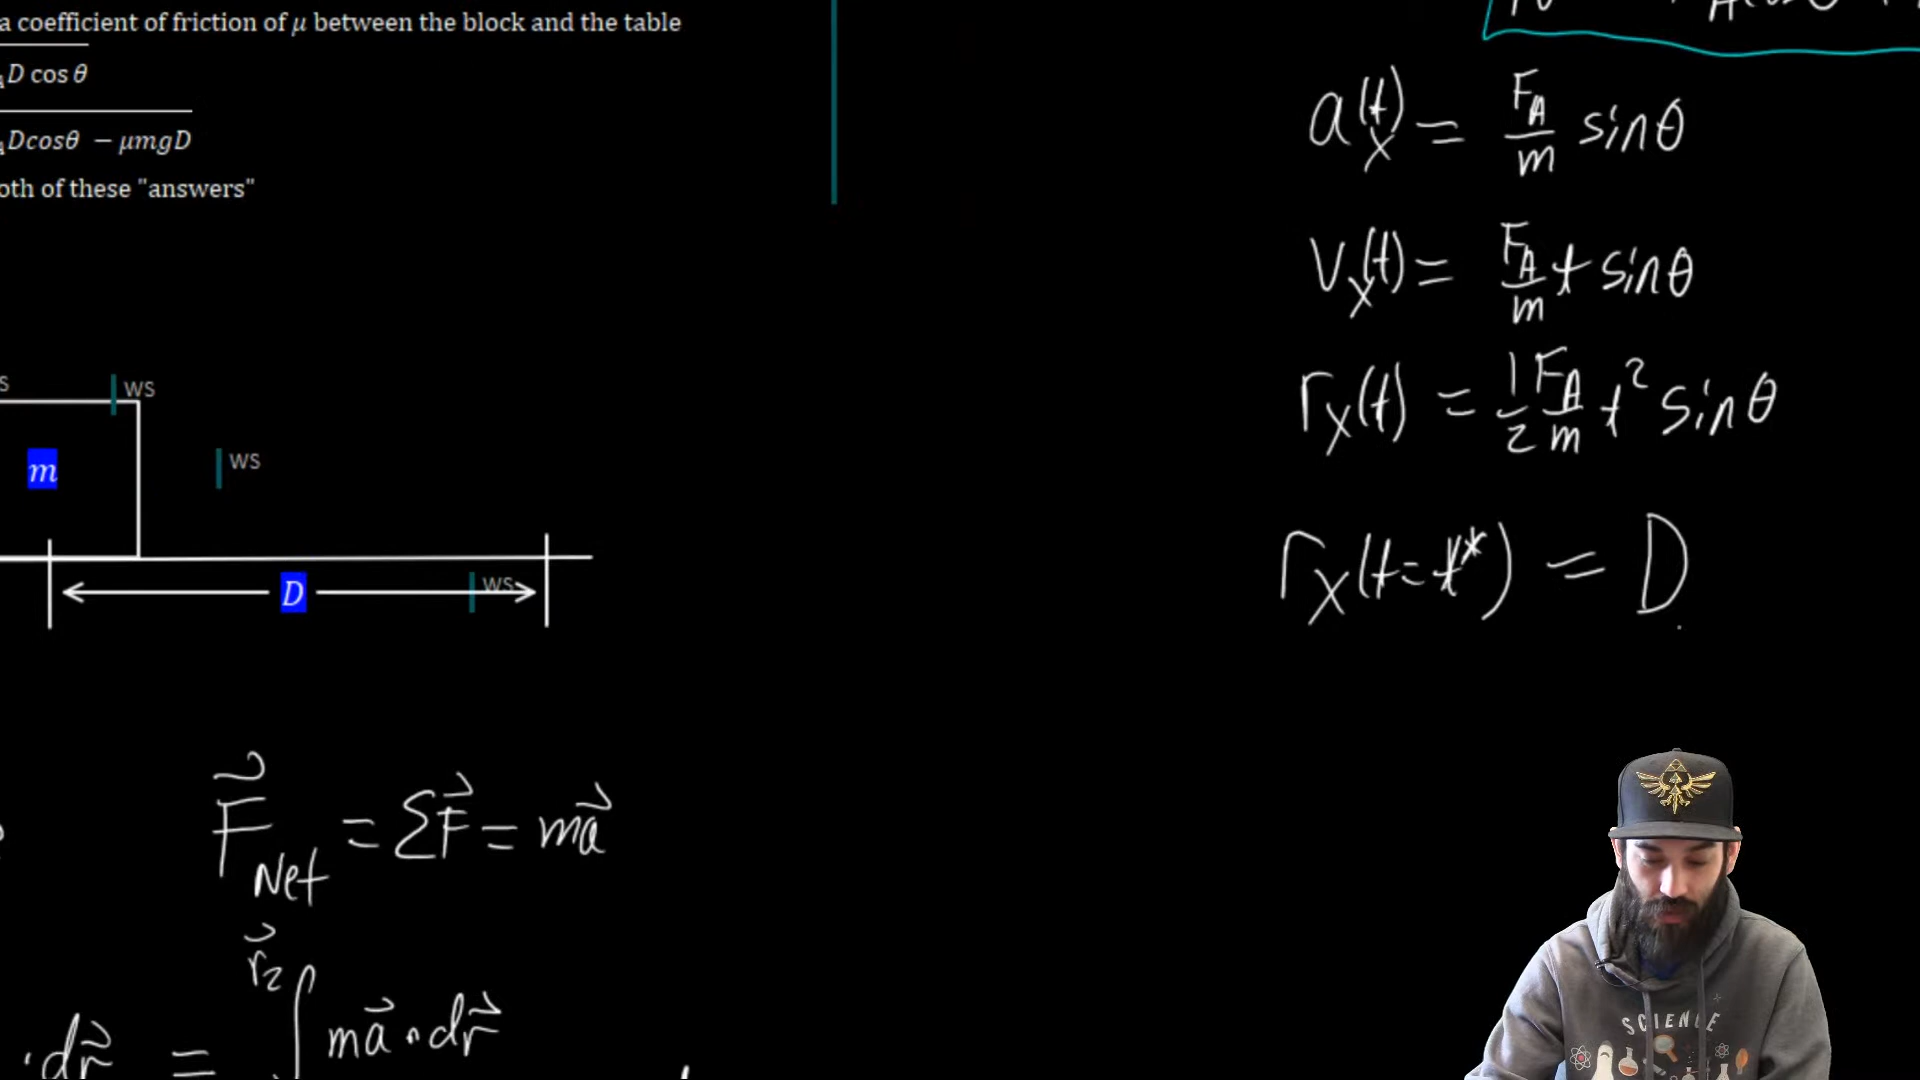 a coefficient of friction of μ between the block and the table
D cos θ
Dcosθ − μmgD
oth of these "answers"
a_x(t) = F_A/m sinθ
v_x(t) = F_A/m t sinθ
r_x(t) = 1/2 F_A/m t² sinθ
r_x(t=t*) = D
s
ws
m
ws
D
ws
F⃗_Net = ΣF⃗ = ma⃗
r⃗₂
· dr⃗ = ∫ ma⃗ · dr⃗
SCIENCE